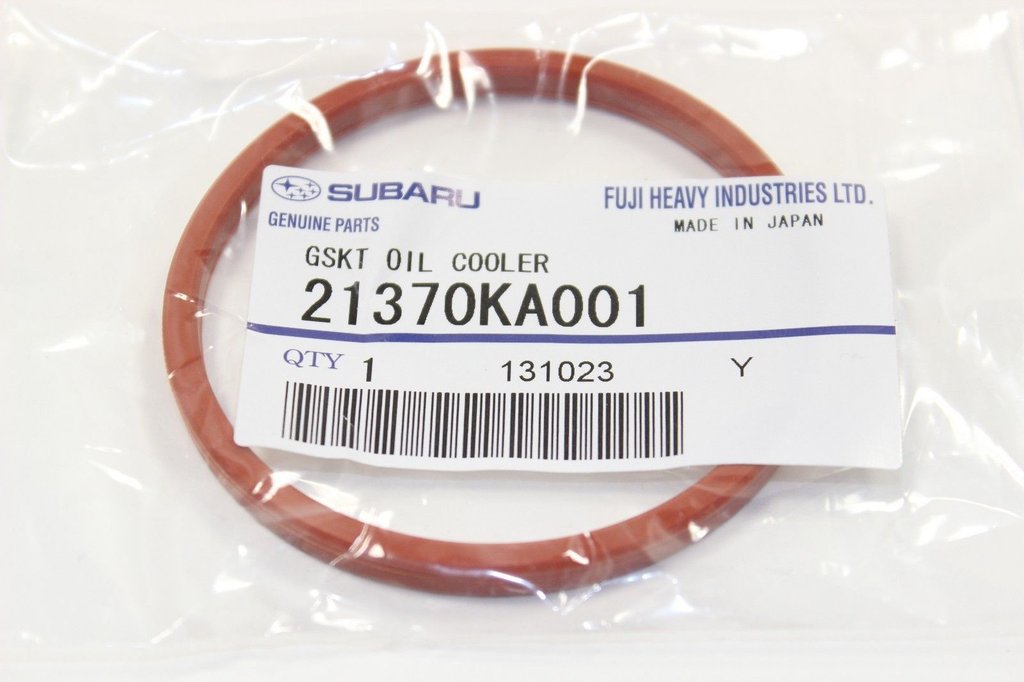 SUBARU
FUJI HEAVY INDUSTRIES LTD.
GENUINE PARTS
MADE IN JAPAN
GSKT OIL COOLER
21370KA001
QTY 1 131023 Y